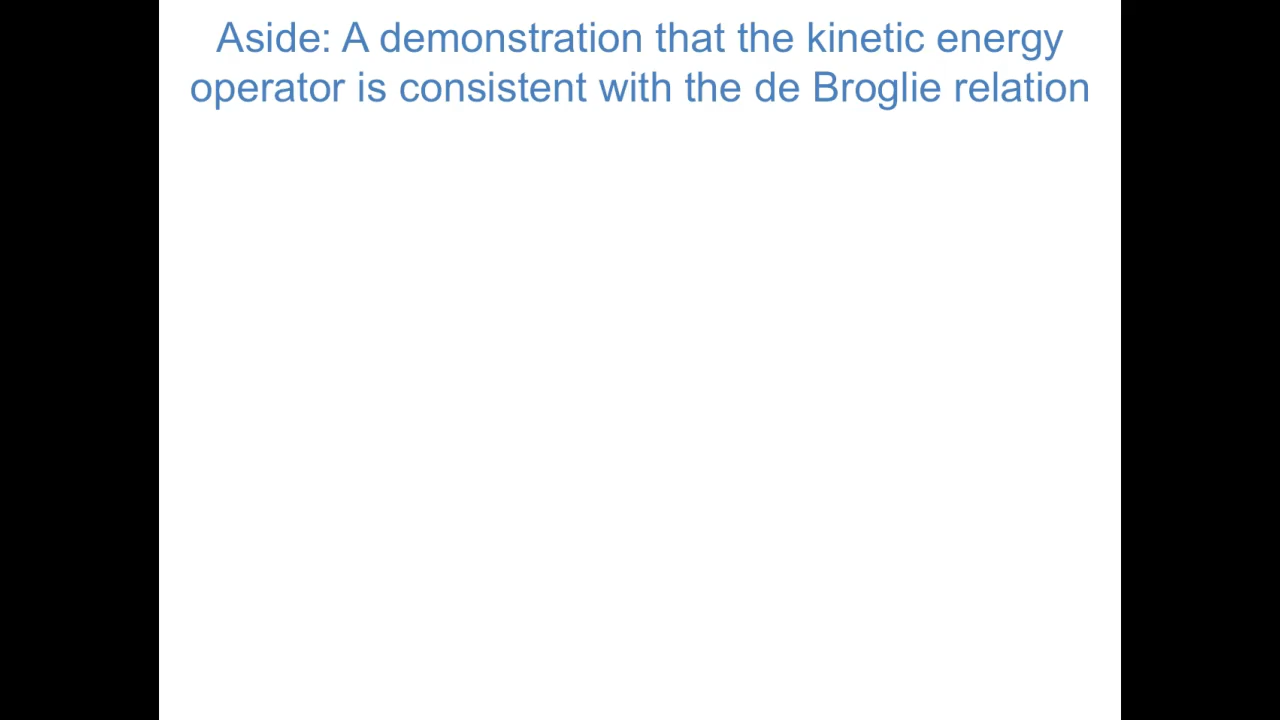 Aside: A demonstration that the kinetic energy
operator is consistent with the de Broglie relation